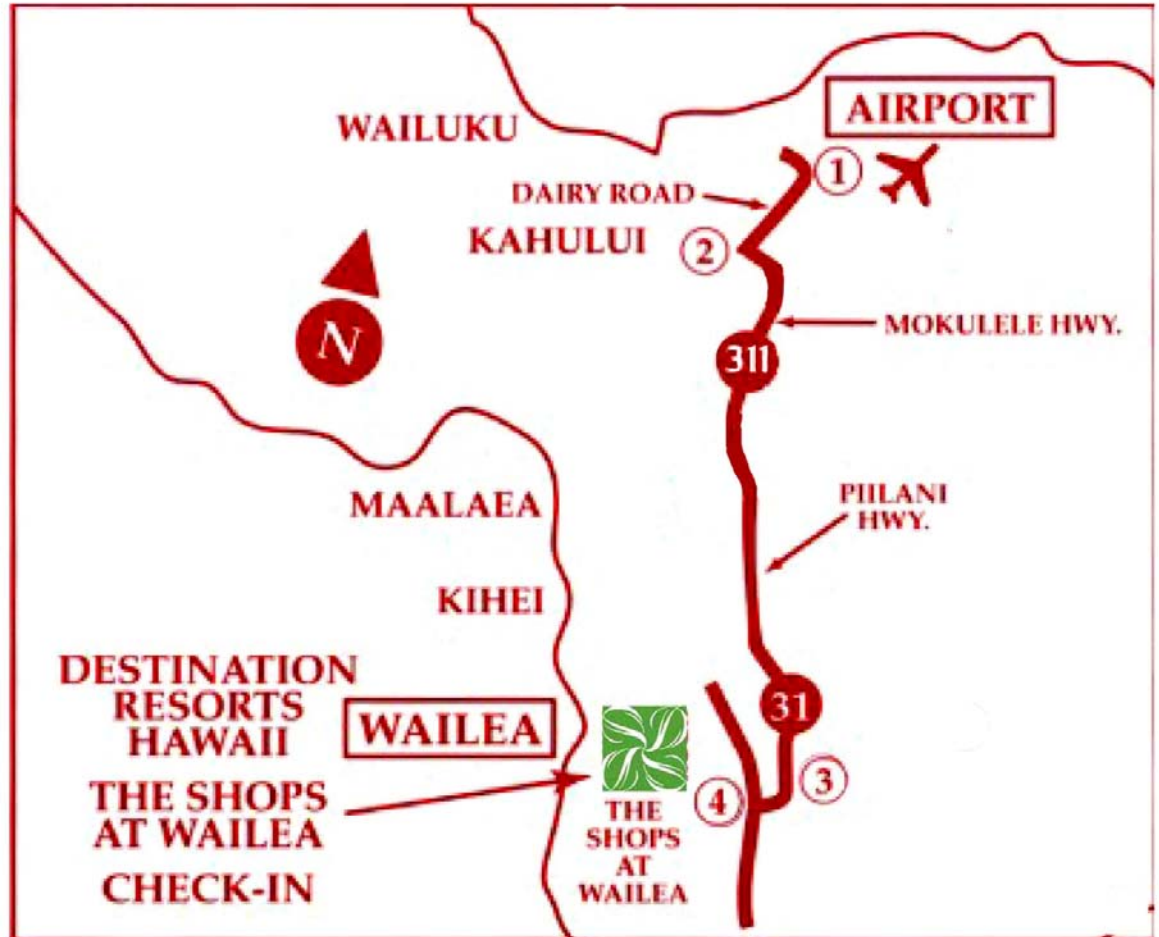 AIRPORT
WAILUKU
1
DAIRY ROAD
KAHULUI
2
N
MOKULELE HWY.
311
MAALAEA
PIILANI
HWY.
KIHEI
DESTINATION
RESORTS
HAWAII
WAILEA
31
THE SHOPS
AT WAILEA
CHECK-IN
3
4
THE
SHOPS
AT
WAILEA